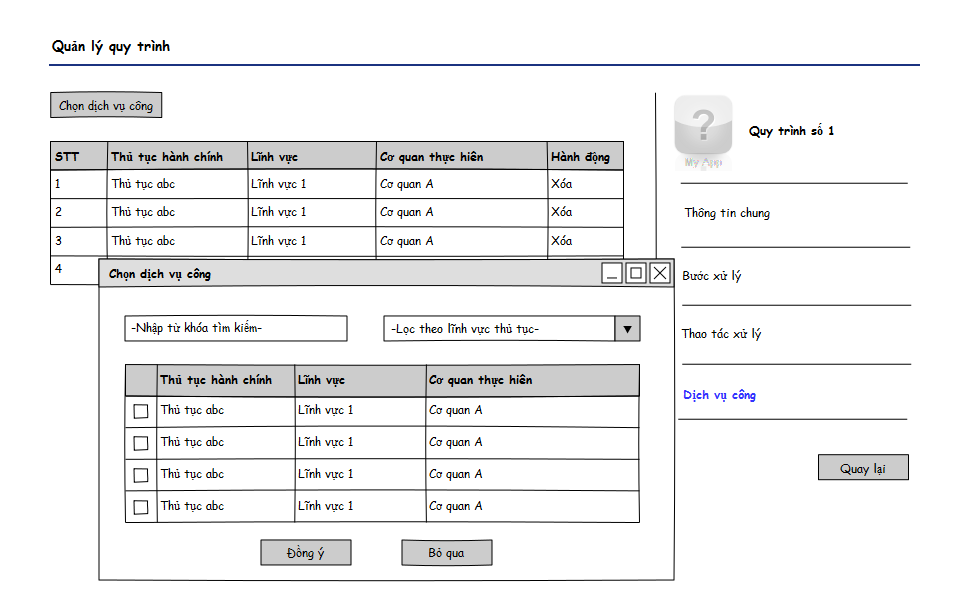 Quản lý quy trình
Chọn dịch vụ công
STT Thủ tục hành chính Lĩnh vực Cơ quan thực hiên Hành động
1 Thủ tục abc Lĩnh vực 1 Cơ quan A Xóa
2 Thủ tục abc Lĩnh vực 1 Cơ quan A Xóa
3 Thủ tục abc Lĩnh vực 1 Cơ quan A Xóa
4
Chọn dịch vụ công
-Nhập từ khóa tìm kiếm- -Lọc theo lĩnh vực thủ tục-
Thủ tục hành chính Lĩnh vực Cơ quan thực hiên
Thủ tục abc Lĩnh vực 1 Cơ quan A
Thủ tục abc Lĩnh vực 1 Cơ quan A
Thủ tục abc Lĩnh vực 1 Cơ quan A
Thủ tục abc Lĩnh vực 1 Cơ quan A
Đồng ý Bỏ qua
?
My App
Quy trình số 1
Thông tin chung
Bước xử lý
Thao tác xử lý
Dịch vụ công
Quay lại